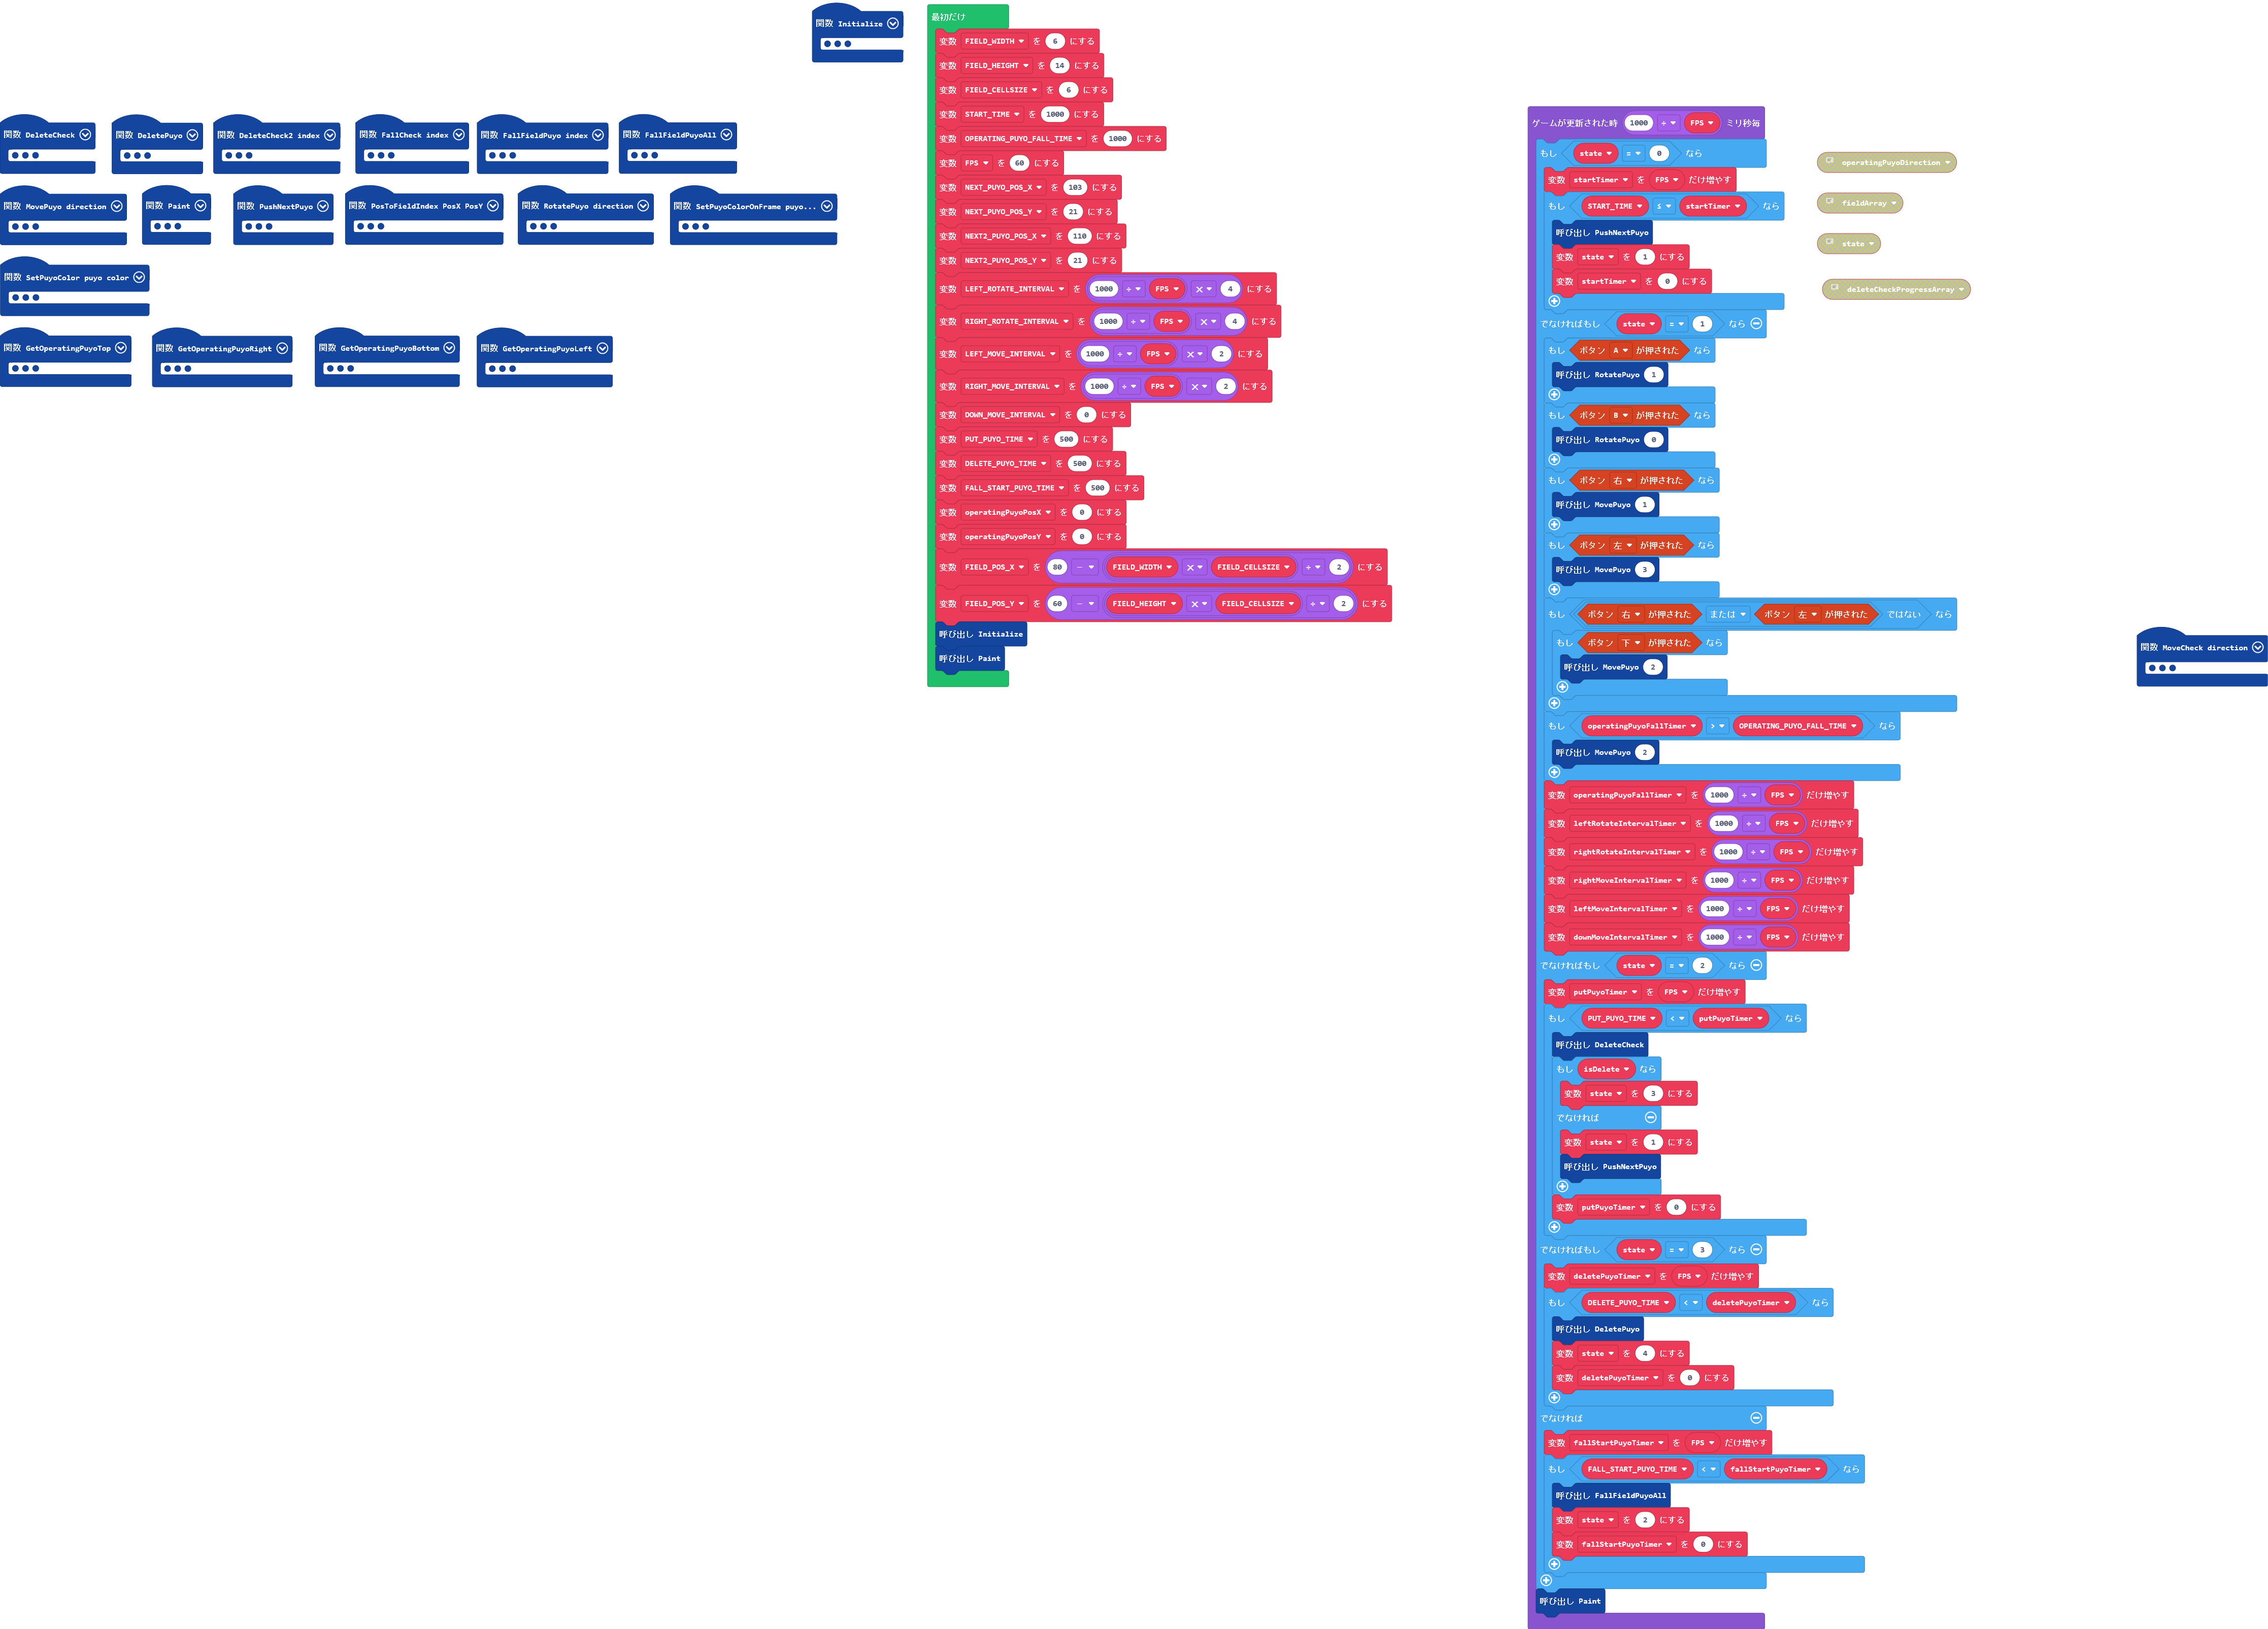 関数 Initialize
関数 DeleteCheck
関数 DeletePuyo
関数 DeleteCheck2 index
関数 FallCheck index
関数 FallFieldPuyo index
関数 FallFieldPuyoAll
関数 MovePuyo direction
関数 Paint
関数 PushNextPuyo
関数 PosToFieldIndex PosX PosY
関数 RotatePuyo direction
関数 SetPuyoColorOnFrame puyo...
関数 SetPuyoColor puyo color
関数 GetOperatingPuyoTop
関数 GetOperatingPuyoRight
関数 GetOperatingPuyoBottom
関数 GetOperatingPuyoLeft
最初だけ
変数 FIELD_WIDTH を 6 にする
変数 FIELD_HEIGHT を 14 にする
変数 FIELD_CELLSIZE を 6 にする
変数 START_TIME を 1000 にする
変数 OPERATING_PUYO_FALL_TIME を 1000 にする
変数 FPS を 60 にする
変数 NEXT_PUYO_POS_X を 103 にする
変数 NEXT_PUYO_POS_Y を 21 にする
変数 NEXT2_PUYO_POS_X を 110 にする
変数 NEXT2_PUYO_POS_Y を 21 にする
変数 LEFT_ROTATE_INTERVAL を 1000 ÷ FPS × 4 にする
変数 RIGHT_ROTATE_INTERVAL を 1000 ÷ FPS × 4 にする
変数 LEFT_MOVE_INTERVAL を 1000 ÷ FPS × 2 にする
変数 RIGHT_MOVE_INTERVAL を 1000 ÷ FPS × 2 にする
変数 DOWN_MOVE_INTERVAL を 0 にする
変数 PUT_PUYO_TIME を 500 にする
変数 DELETE_PUYO_TIME を 500 にする
変数 FALL_START_PUYO_TIME を 500 にする
変数 operatingPuyoPosX を 0 にする
変数 operatingPuyoPosY を 0 にする
変数 FIELD_POS_X を 80 - FIELD_WIDTH × FIELD_CELLSIZE ÷ 2 にする
変数 FIELD_POS_Y を 60 - FIELD_HEIGHT × FIELD_CELLSIZE ÷ 2 にする
呼び出し Initialize
呼び出し Paint
ゲームが更新された時 1000 ÷ FPS ミリ秒毎
もし state = 0 なら
変数 startTimer を FPS だけ増やす
もし START_TIME ≤ startTimer なら
呼び出し PushNextPuyo
変数 state を 1 にする
変数 startTimer を 0 にする
でなければもし state = 1 なら
もし ボタン A が押された なら
呼び出し RotatePuyo 1
もし ボタン B が押された なら
呼び出し RotatePuyo 0
もし ボタン 右 が押された なら
呼び出し MovePuyo 1
もし ボタン 左 が押された なら
呼び出し MovePuyo 3
もし ボタン 右 が押された または ボタン 左 が押された ではない なら
もし ボタン 下 が押された なら
呼び出し MovePuyo 2
もし operatingPuyoFallTimer > OPERATING_PUYO_FALL_TIME なら
呼び出し MovePuyo 2
変数 operatingPuyoFallTimer を 1000 ÷ FPS だけ増やす
変数 leftRotateIntervalTimer を 1000 ÷ FPS だけ増やす
変数 rightRotateIntervalTimer を 1000 ÷ FPS だけ増やす
変数 rightMoveIntervalTimer を 1000 ÷ FPS だけ増やす
変数 leftMoveIntervalTimer を 1000 ÷ FPS だけ増やす
変数 downMoveIntervalTimer を 1000 ÷ FPS だけ増やす
でなければもし state = 2 なら
変数 putPuyoTimer を FPS だけ増やす
もし PUT_PUYO_TIME < putPuyoTimer なら
呼び出し DeleteCheck
もし isDelete なら
変数 state を 3 にする
でなければ
変数 state を 1 にする
呼び出し PushNextPuyo
変数 putPuyoTimer を 0 にする
でなければもし state = 3 なら
変数 deletePuyoTimer を FPS だけ増やす
もし DELETE_PUYO_TIME < deletePuyoTimer なら
呼び出し DeletePuyo
変数 state を 4 にする
変数 deletePuyoTimer を 0 にする
でなければ
変数 fallStartPuyoTimer を FPS だけ増やす
もし FALL_START_PUYO_TIME < fallStartPuyoTimer なら
呼び出し FallFieldPuyoAll
変数 state を 2 にする
変数 fallStartPuyoTimer を 0 にする
呼び出し Paint
operatingPuyoDirection
fieldArray
state
deleteCheckProgressArray
関数 MoveCheck direction